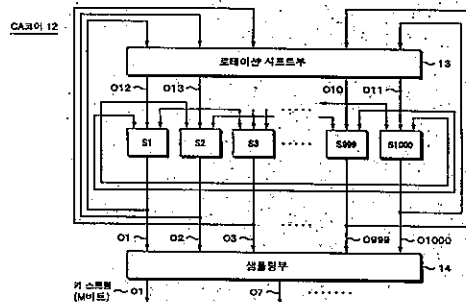 CA코어 12
로테이션 시프트부
13
O12
O13
O10
O11
S1
S2
S3
S999
S1000
O1
O2
O3
O999
O1000
샘플링부
14
키 스트림
(M비트)
O1
O7